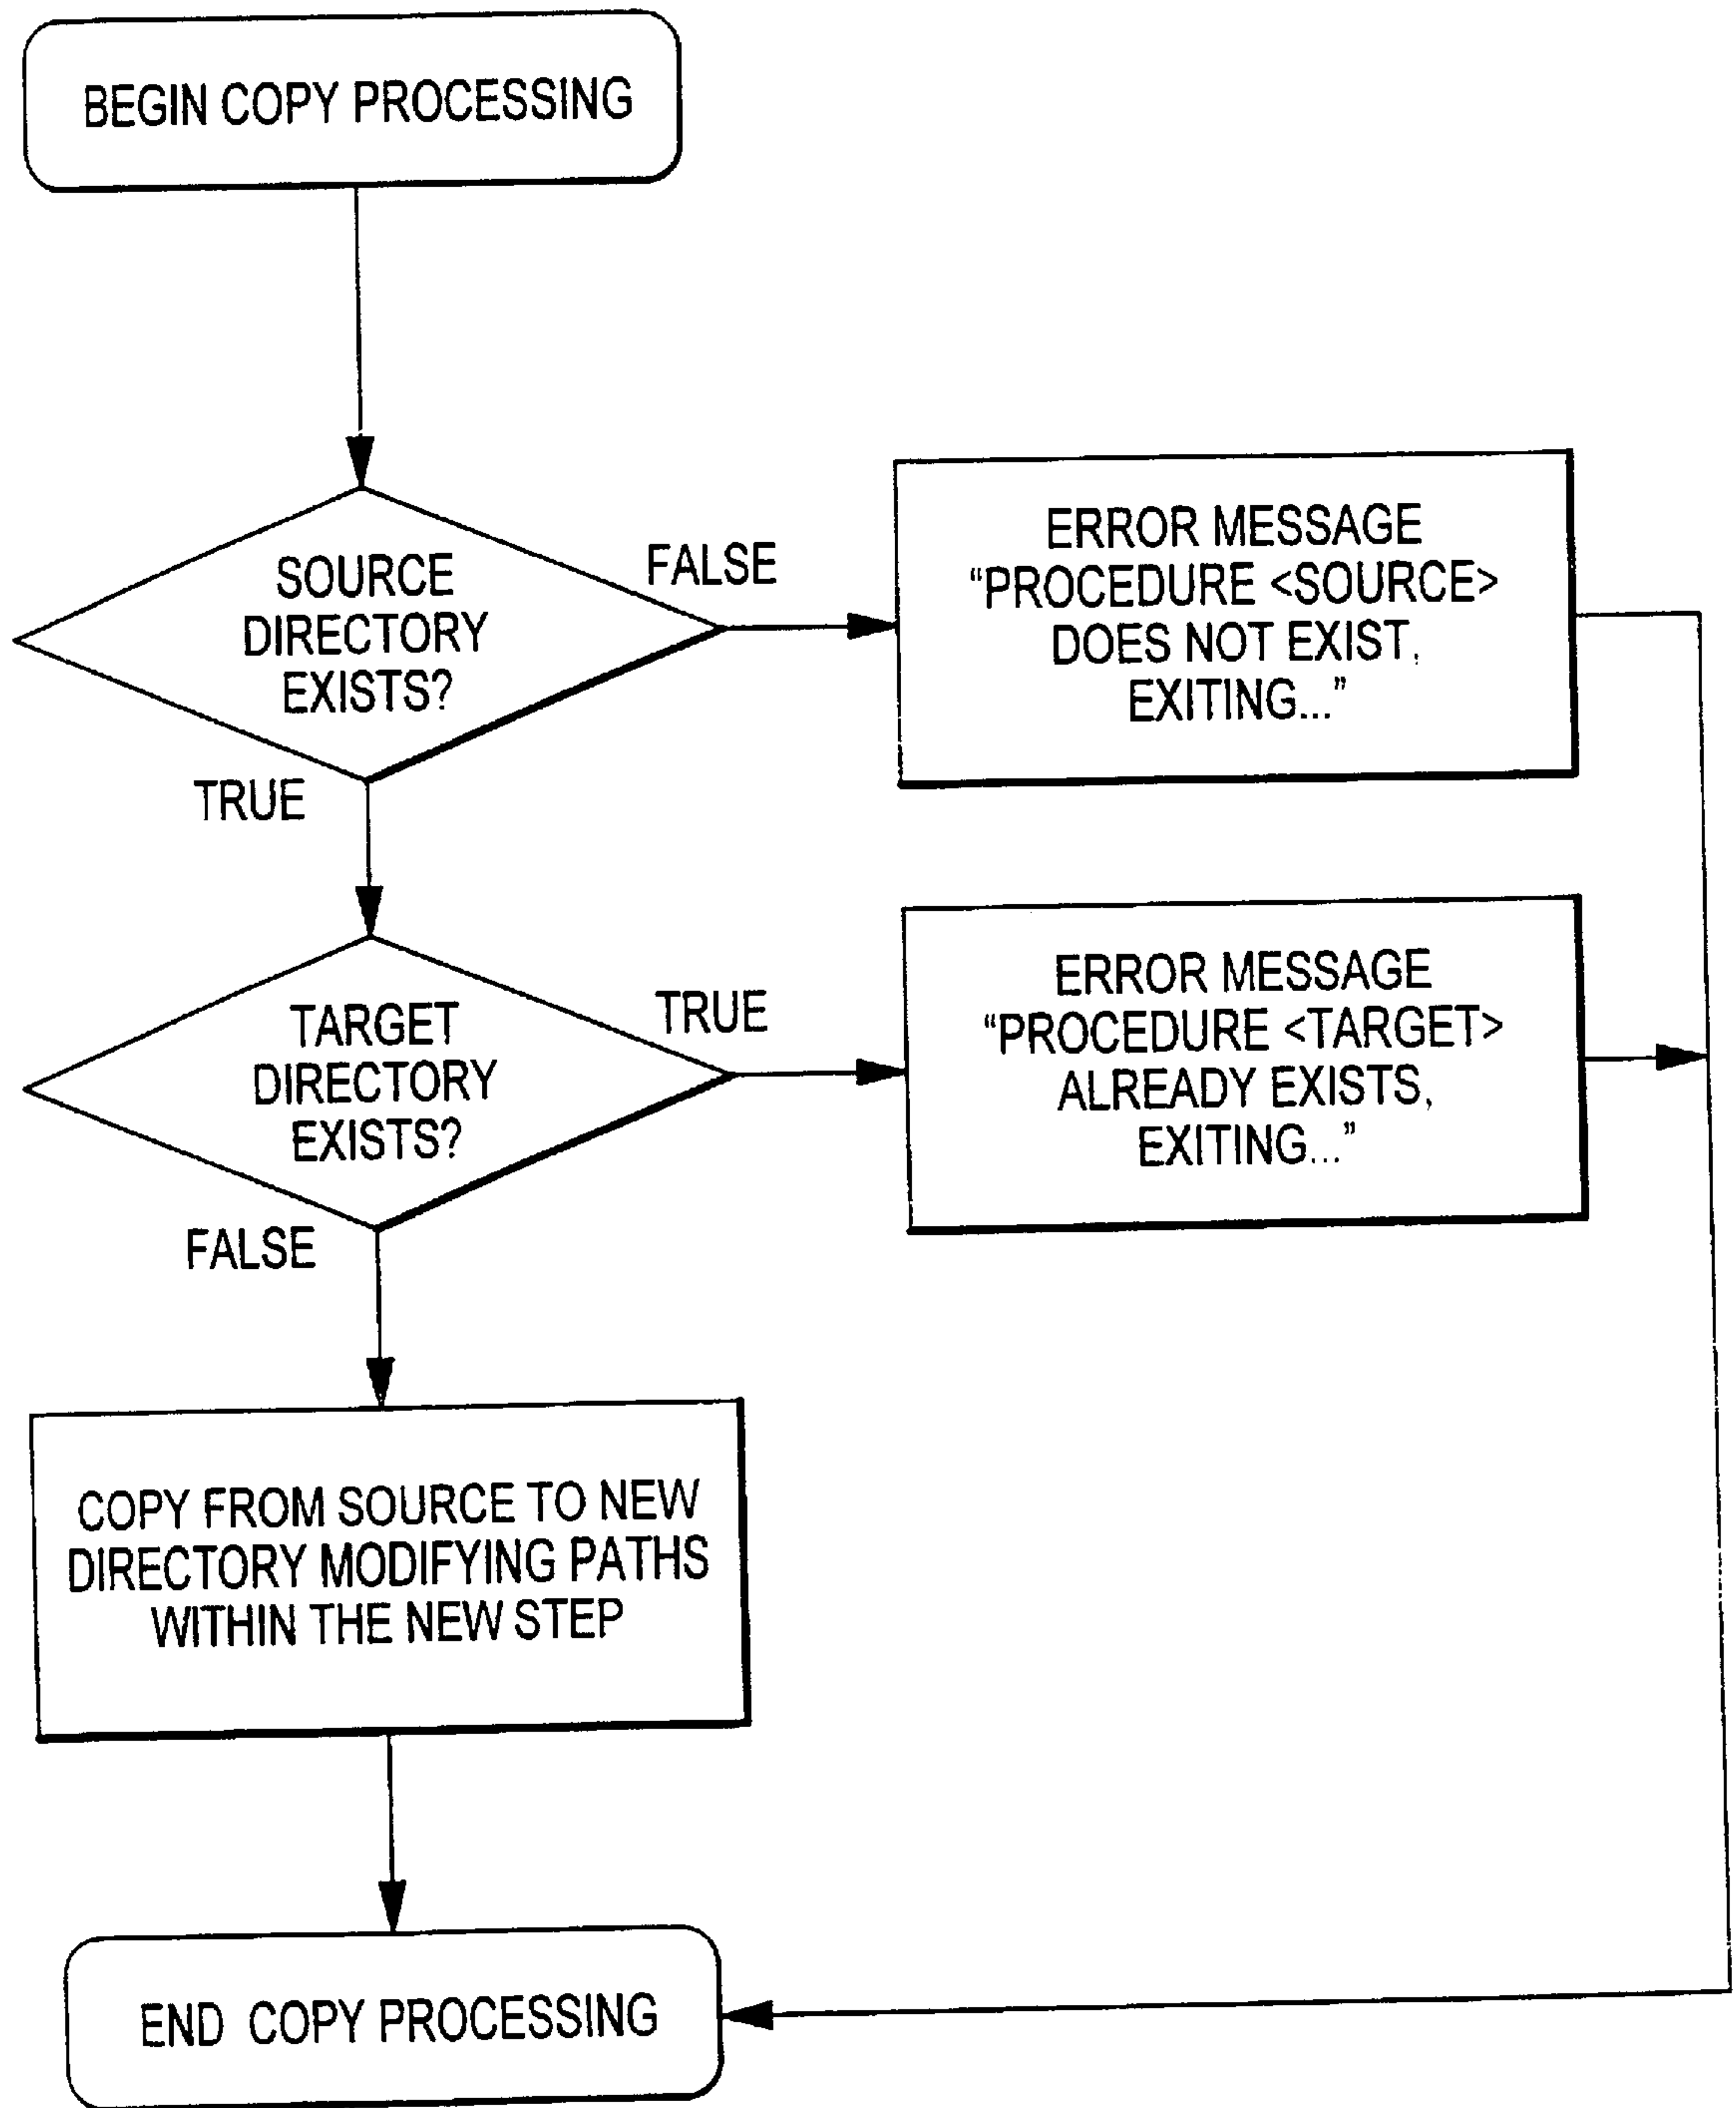 BEGIN COPY PROCESSING
SOURCE
DIRECTORY
EXISTS?
FALSE
ERROR MESSAGE
“PROCEDURE <SOURCE>
DOES NOT EXIST,
EXITING...”
TRUE
TARGET
DIRECTORY
EXISTS?
TRUE
ERROR MESSAGE
“PROCEDURE <TARGET>
ALREADY EXISTS,
EXITING...”
FALSE
COPY FROM SOURCE TO NEW
DIRECTORY MODIFYING PATHS
WITHIN THE NEW STEP
END COPY PROCESSING